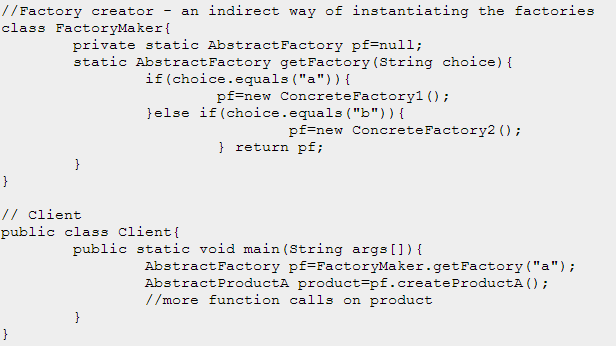 //Factory creator - an indirect way of instantiating the factories
class FactoryMaker{
private static AbstractFactory pf=null;
static AbstractFactory getFactory(String choice){
if(choice.equals("a")){
pf=new ConcreteFactory1();
}else if(choice.equals("b")){
pf=new ConcreteFactory2();
} return pf;
}
}
// Client
public class Client{
public static void main(String args[]){
AbstractFactory pf=FactoryMaker.getFactory("a");
AbstractProductA product=pf.createProductA();
//more function calls on product
}
}